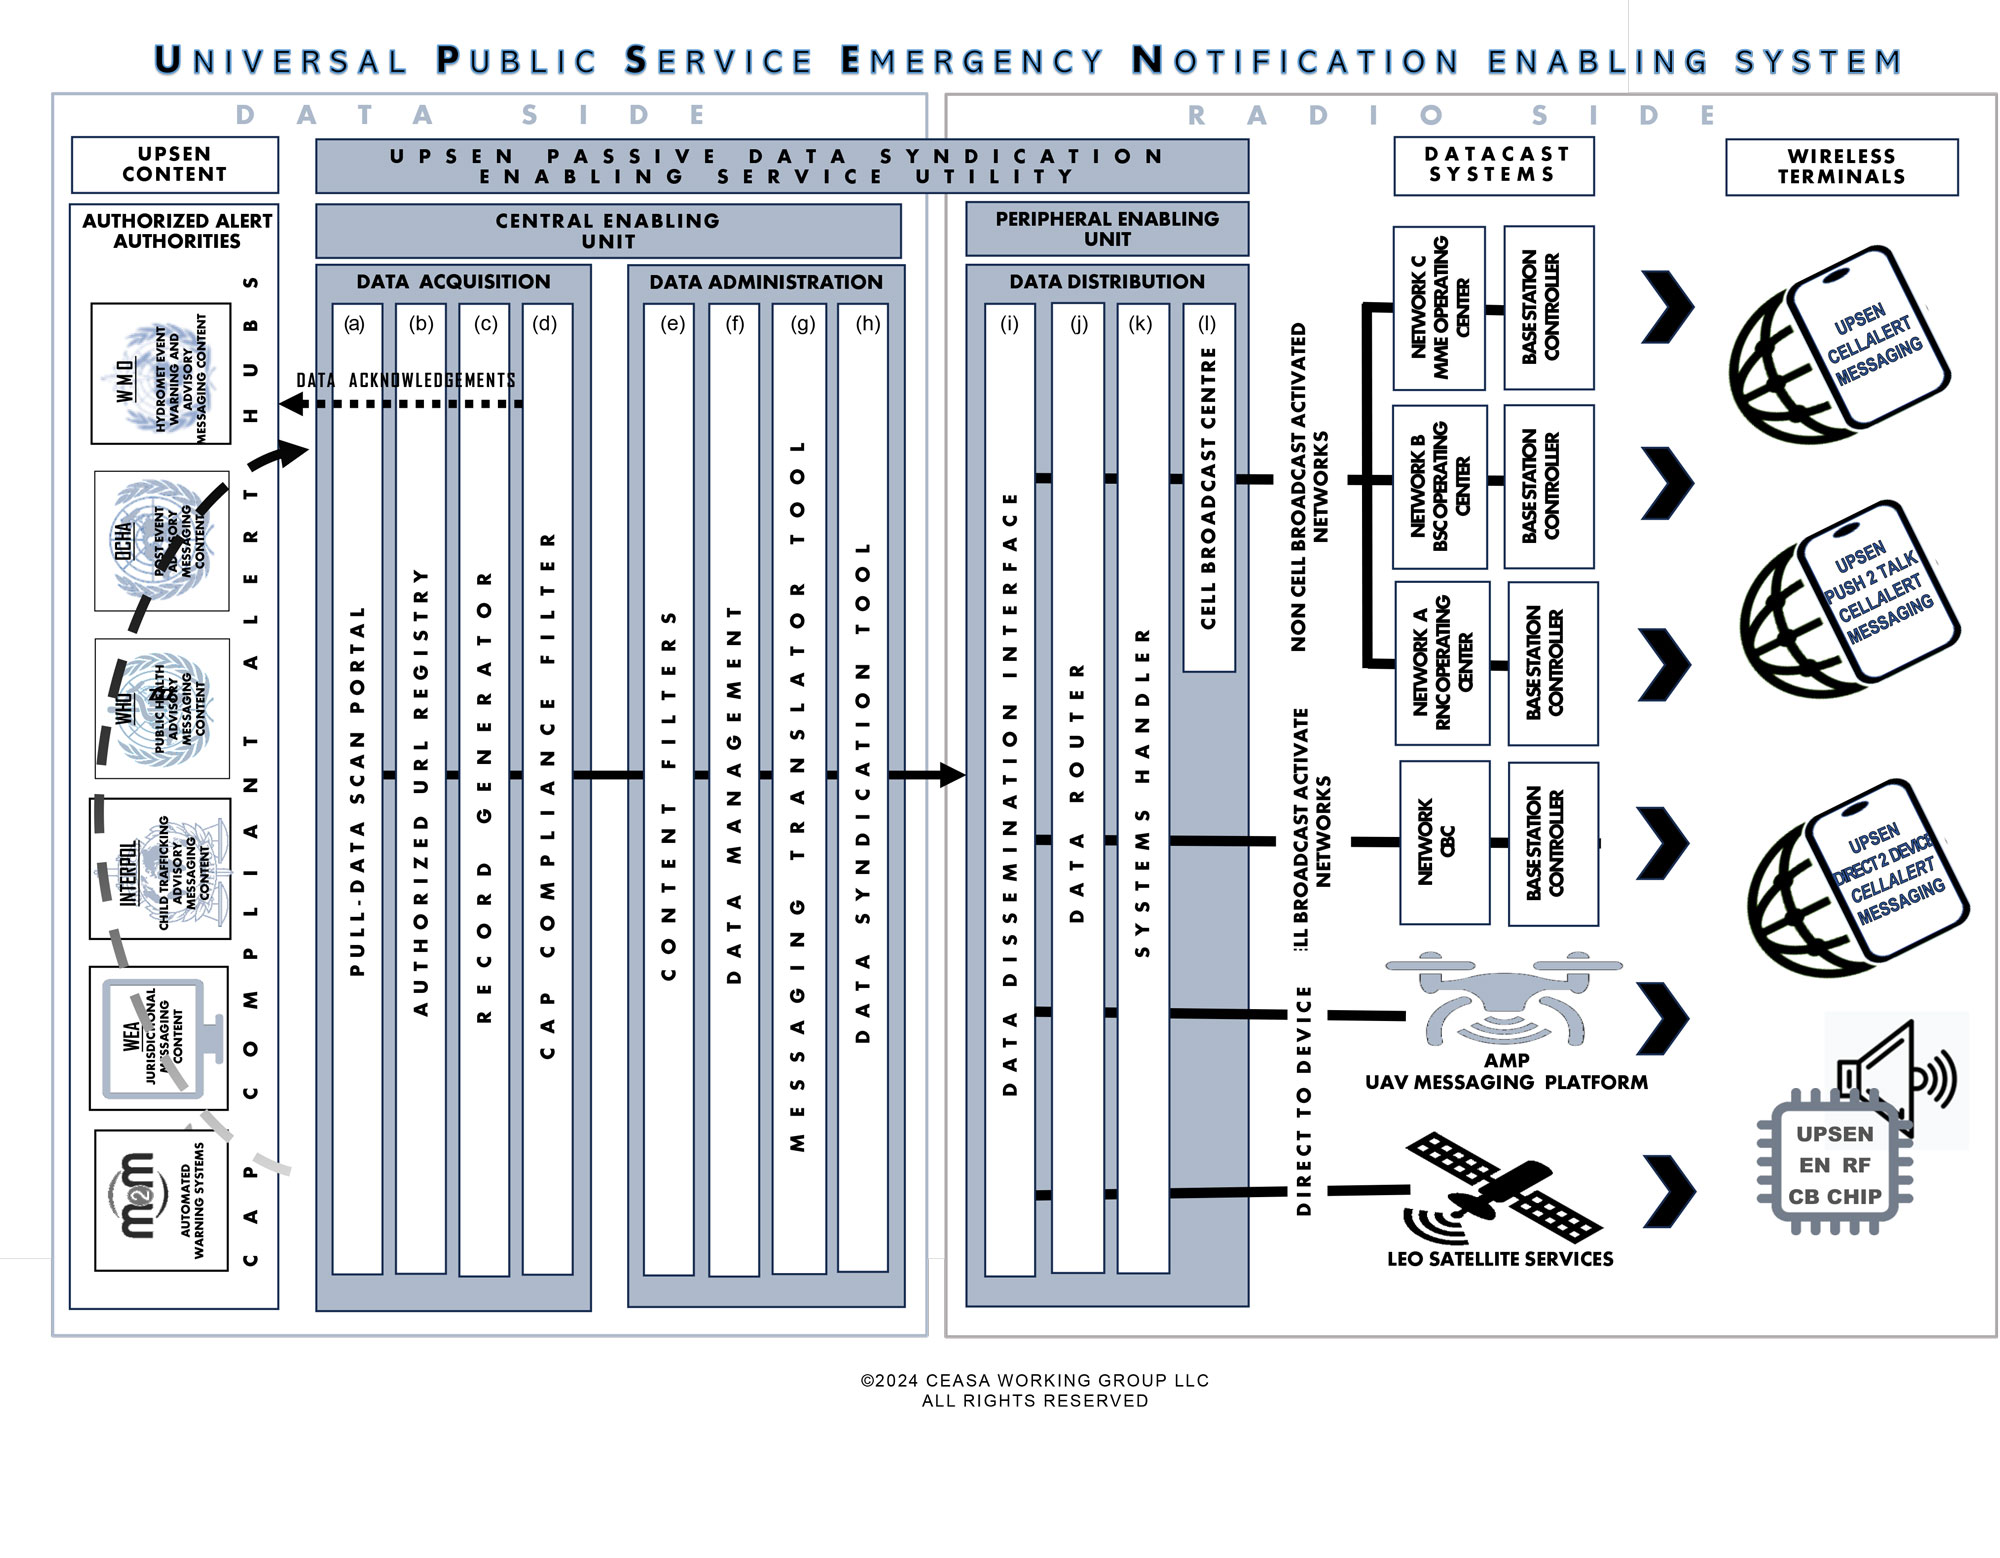 UNIVERSAL PUBLIC SERVICE EMERGENCY NOTIFICATION ENABLING SYSTEM
DATA SIDE
RADIO SIDE
UPSEN
CONTENT
UPSEN PASSIVE DATA SYNDICATION
ENABLING SERVICE UTILITY
DATACAST
SYSTEMS
WIRELESS
TERMINALS
AUTHORIZED ALERT
AUTHORITIES
CENTRAL ENABLING
UNIT
PERIPHERAL ENABLING
UNIT
DATA ACQUISITION
DATA ADMINISTRATION
DATA DISTRIBUTION
CAP COMPLIANT ALERT HUBS
WMO
HYDROMET EVENT
WARNING AND
ADVISORY
MESSAGING CONTENT
OCHA
POST EVENT
ADVISORY
MESSAGING
CONTENT
WHO
PUBLIC HEALTH
ADVISORY
MESSAGING
CONTENT
INTERPOL
CHILD TRAFFICKING
ADVISORY
MESSAGING
CONTENT
WEA
JURISDICTIONAL
MESSAGING
CONTENT
m2m
AUTOMATED
WARNING SYSTEMS
DATA ACKNOWLEDGEMENTS
(a)
PULL-DATA SCAN PORTAL
(b)
AUTHORIZED URL REGISTRY
(c)
RECORD GENERATOR
(d)
CAP COMPLIANCE FILTER
(e)
CONTENT FILTERS
(f)
DATA MANAGEMENT
(g)
MESSAGING TRANSLATOR TOOL
(h)
DATA SYNDICATION TOOL
(i)
DATA DISSEMINATION INTERFACE
(j)
DATA ROUTER
(k)
SYSTEMS HANDLER
(l)
CELL BROADCAST CENTRE
NON CELL BROADCAST ACTIVATED
NETWORKS
LL BROADCAST ACTIVATE
NETWORKS
DIRECT TO DEVICE
NETWORK C
MME OPERATING
CENTER
BASE STATION
CONTROLLER
NETWORK B
BSC OPERATING
CENTER
BASE STATION
CONTROLLER
NETWORK A
RNC OPERATING
CENTER
BASE STATION
CONTROLLER
NETWORK
CBC
BASE STATION
CONTROLLER
AMP
UAV MESSAGING PLATFORM
LEO SATELLITE SERVICES
UPSEN
CELLALERT
MESSAGING
UPSEN
PUSH 2 TALK
CELLALERT
MESSAGING
UPSEN
DIRECT 2 DEVICE
CELLALERT
MESSAGING
UPSEN
EN RF
CB CHIP
©2024 CEASA WORKING GROUP LLC
ALL RIGHTS RESERVED